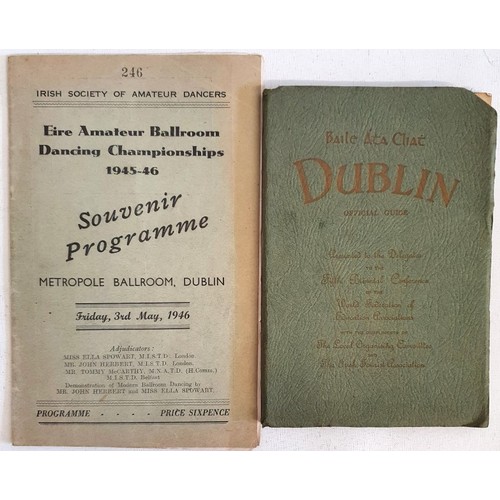 246
IRISH SOCIETY OF AMATEUR DANCERS
Eire Amateur Ballroom
Dancing Championships
1945-46
Souvenir
Programme
METROPOLE BALLROOM, DUBLIN
Friday, 3rd May, 1946
Adjudicators:
MISS ELLA SPOWART, M.I.S.T.D., London
MR. JOHN HERBERT, M.I.S.T.D., London.
MR. TOMMY McCARTHY, M.N.A.T.D. (H.Comm.)
M.I.S.T.D., Belfast
Demonstration of Modern Ballroom Dancing by
MR. JOHN HERBERT and MISS ELLA SPOWART.
PROGRAMME - - - - PRICE SIXPENCE
Baile Áta Cliat
DUBLIN
OFFICIAL GUIDE
Presented to the Delegates
TO THE
Fifth Biennial Conference
OF THE
World Federation of
Education Associations
WITH THE COMPLIMENTS OF
The Local Organising Committee
AND
The Irish Tourist Association